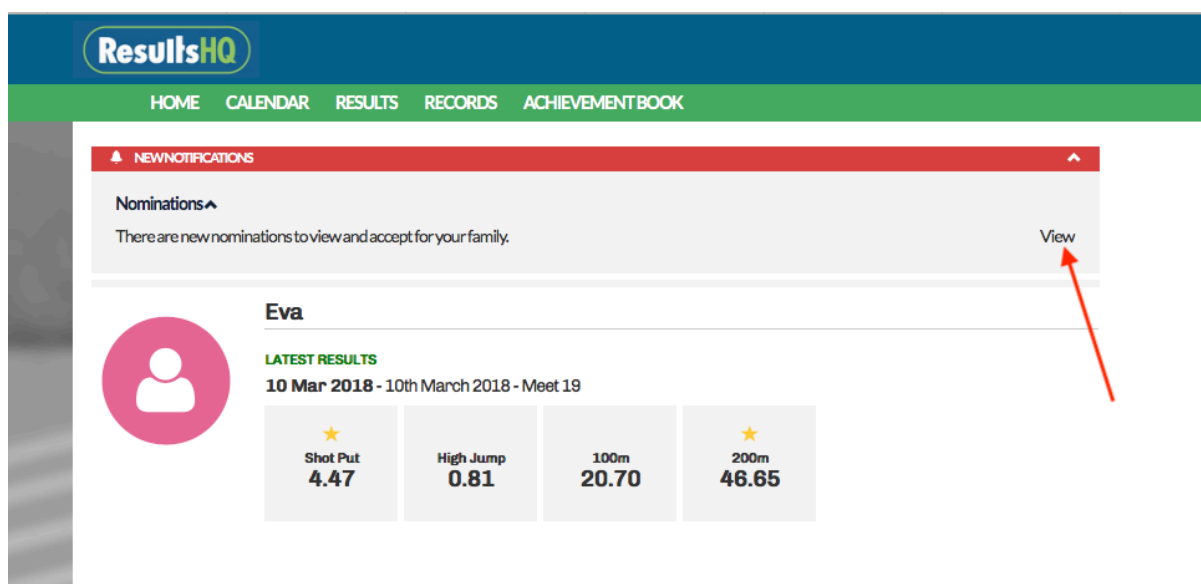 ResultsHQ
HOME CALENDAR RESULTS RECORDS ACHIEVEMENT BOOK
NEW NOTIFICATIONS
Nominations
There are new nominations to view and accept for your family.
View
Eva
LATEST RESULTS
10 Mar 2018 - 10th March 2018 - Meet 19
Shot Put High Jump 100m 200m
4.47 0.81 20.70 46.65